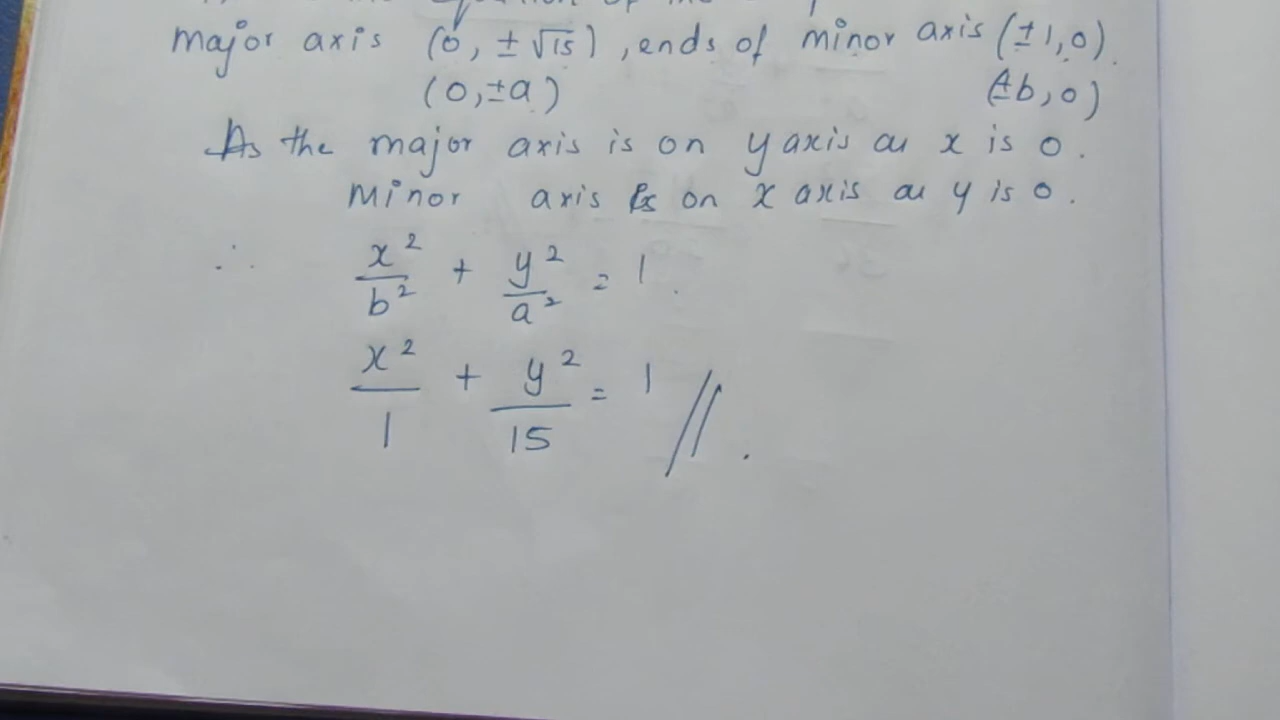 major axis (0, ± √15), ends of minor axis (±1,0).
(0,±a) (±b,0)
As the major axis is on y axis as x is 0.
Minor axis is on x axis as y is 0.
∴ x²/b² + y²/a² = 1.
x²/1 + y²/15 = 1 //.